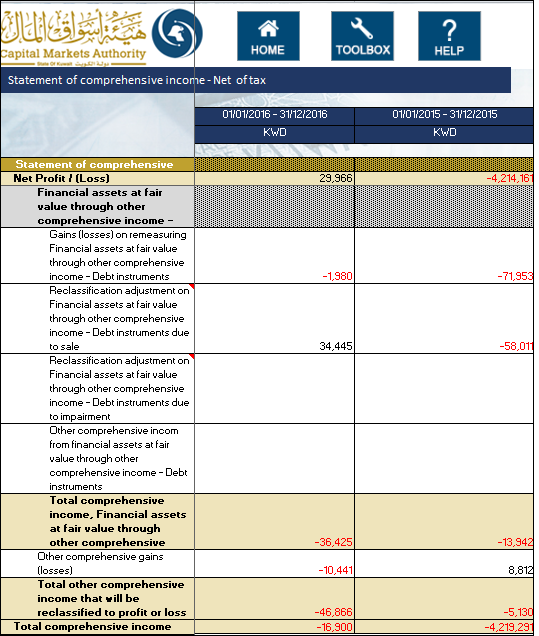 هيئة أسواق المال
Capital Markets Authority
State Of Kuwait دولة الكويت
HOME
TOOLBOX
?
HELP
Statement of comprehensive income - Net of tax
01/01/2016 - 31/12/2016 01/01/2015 - 31/12/2015
KWD KWD
Statement of comprehensive
Net Profit / (Loss) 29,966 -4,214,161
Financial assets at fair
value through other
comprehensive income -
Gains (losses) on remeasuring
Financial assets at fair value
through other comprehensive
income - Debt instruments -1,980 -71,953
Reclassification adjustment on
Financial assets at fair value
through other comprehensive
income - Debt instruments due
to sale 34,445 -58,011
Reclassification adjustment on
Financial assets at fair value
through other comprehensive
income - Debt instruments due
to impairment
Other comprehensive incom
from financial assets at fair
value through other
comprehensive income - Debt
instruments
Total comprehensive
income, Financial assets
at fair value through
other comprehensive -36,425 -13,942
Other comprehensive gains
(losses) -10,441 8,812
Total other comprehensive
income that will be
reclassified to profit or loss -46,866 -5,130
Total comprehensive income -16,900 -4,219,291